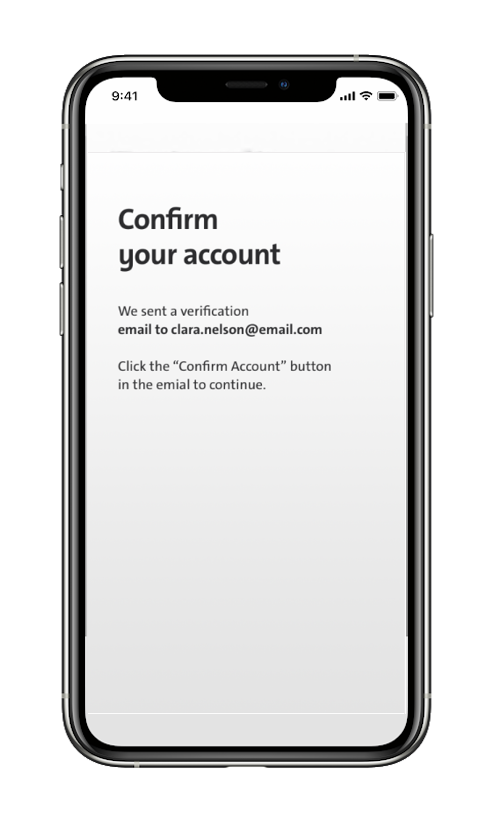 9:41
Confirm
your account
We sent a verification
email to clara.nelson@email.com
Click the “Confirm Account” button
in the emial to continue.